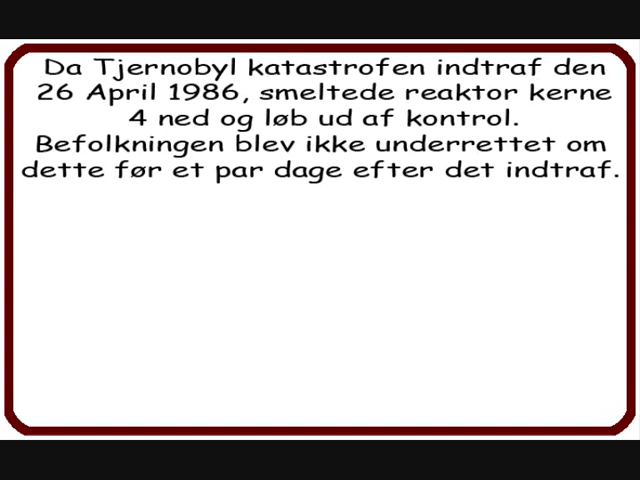 Da Tjernobyl katastrofen indtraf den
26 April 1986, smeltede reaktor kerne
4 ned og løb ud af kontrol.
Befolkningen blev ikke underrettet om
dette før et par dage efter det indtraf.